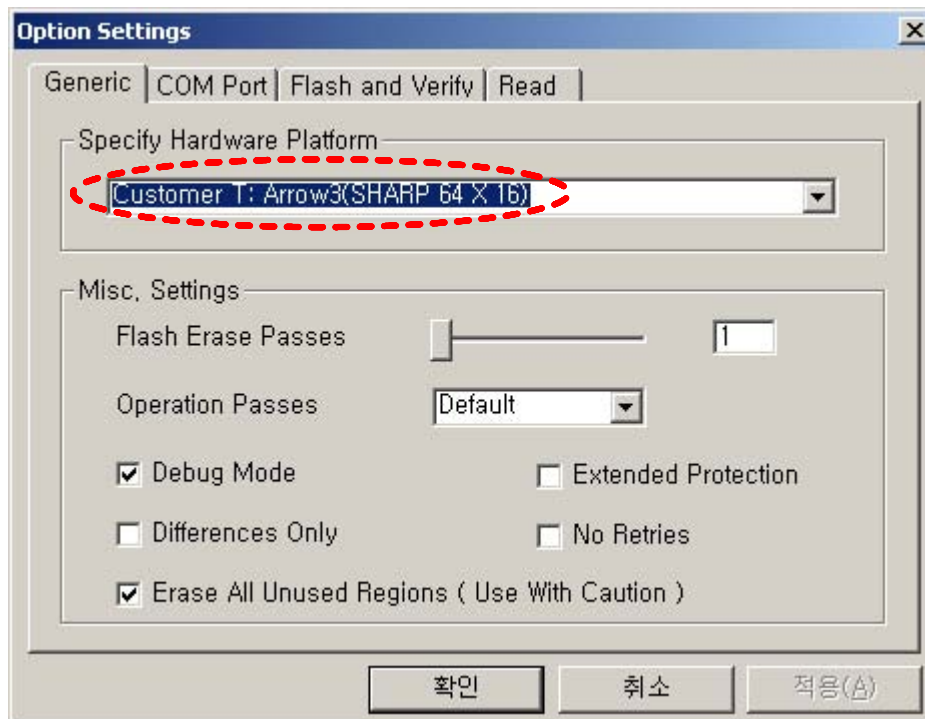 Option Settings
Generic COM Port Flash and Verify Read
Specify Hardware Platform
Customer T: Arrow3(SHARP 64 X 16)
Misc. Settings
Flash Erase Passes 1
Operation Passes Default
Debug Mode Extended Protection
Differences Only No Retries
Erase All Unused Regions ( Use With Caution )
확인 취소 적용(A)